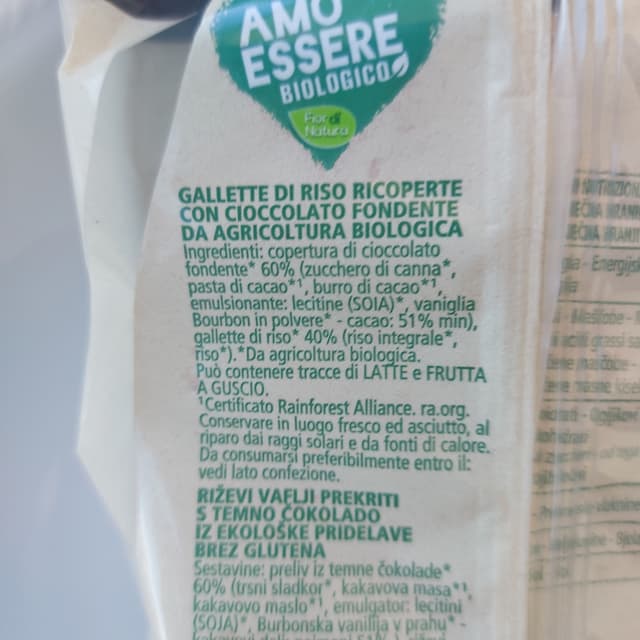 AMO
ESSERE
BIOLOGICO
Fior di
Natura
GALLETTE DI RISO RICOPERTE
CON CIOCCOLATO FONDENTE
DA AGRICOLTURA BIOLOGICA
Ingredienti: copertura di cioccolato
fondente* 60% (zucchero di canna*,
pasta di cacao*¹, burro di cacao*¹,
emulsionante: lecitine (SOIA)*, vaniglia
Bourbon in polvere* - cacao: 51% min),
gallette di riso* 40% (riso integrale*,
riso*).*Da agricoltura biologica.
Può contenere tracce di LATTE e FRUTTA
A GUSCIO.
¹Certificato Rainforest Alliance. ra.org.
Conservare in luogo fresco ed asciutto, al
riparo dai raggi solari e da fonti di calore.
Da consumarsi preferibilmente entro il:
vedi lato confezione.
RIŽEVI VAFLJI PREKRITI
S TEMNO ČOKOLADO
IZ EKOLOŠKE PRIDELAVE
BREZ GLUTENA
Sestavine: preliv iz temne čokolade*
60% (trsni sladkor*, kakavova masa*¹,
kakavovo maslo*¹, emulgator: lecitini
(SOJA)*, Burbonska vanilija v prahu* -